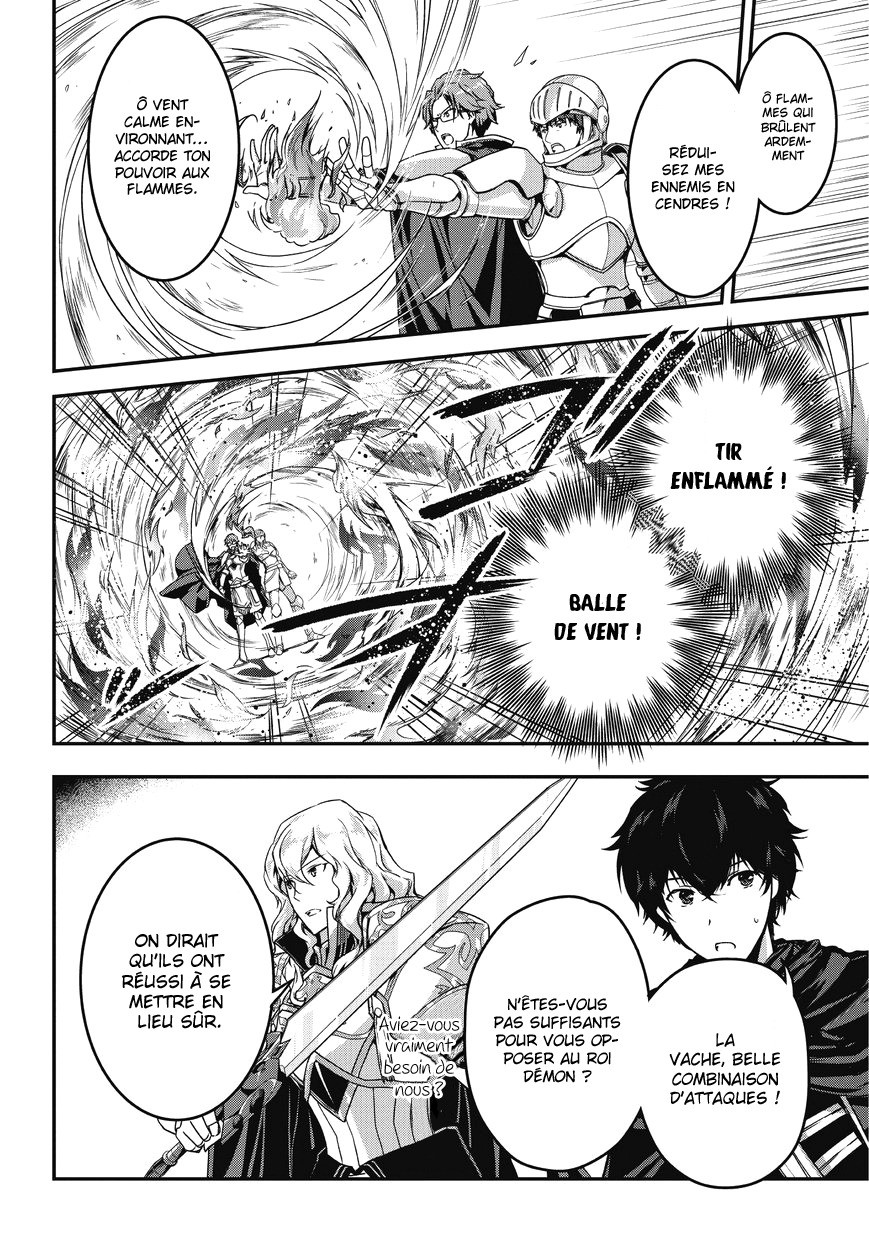 Ô FLAM-
MES QUI
BRÛLENT
ARDEM-
MENT
RÉDUI-
SEZ MES
ENNEMIS EN
CENDRES !
Ô VENT
CALME EN-
VIRONNANT...
ACCORDE TON
POUVOIR AUX
FLAMMES.
TIR
ENFLAMMÉ !
BALLE
DE VENT !
LA
VACHE, BELLE
COMBINAISON
D'ATTAQUES !
N'ÊTES-VOUS
PAS SUFFISANTS
POUR VOUS OP-
POSER AU ROI
DÉMON ?
Aviez-vous
vraiment
besoin de
nous ?
ON DIRAIT
QU'ILS ONT
RÉUSSI À SE
METTRE EN
LIEU SÛR.